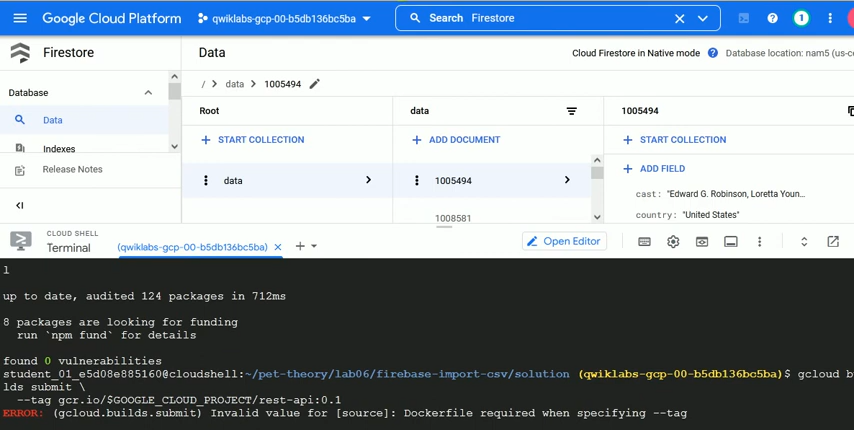 Google Cloud Platform
qwiklabs-gcp-00-b5db136bc5ba
Search Firestore
1
Firestore
Data
Cloud Firestore in Native mode
Database location: nam5 (us-c
Database
/ > data > 1005494
Data
Root
data
1005494
START COLLECTION
ADD DOCUMENT
START COLLECTION
Indexes
ADD FIELD
Release Notes
data
1005494
cast: "Edward G. Robinson, Loretta Youn...
1008581
country: "United States"
CLOUD SHELL
Terminal
(qwiklabs-gcp-00-b5db136bc5ba)
Open Editor
l
up to date, audited 124 packages in 712ms
8 packages are looking for funding
run `npm fund` for details
found 0 vulnerabilities
student_01_e5d08e885160@cloudshell:~/pet-theory/lab06/firebase-import-csv/solution (qwiklabs-gcp-00-b5db136bc5ba)$ gcloud b
lds submit \
--tag gcr.io/$GOOGLE_CLOUD_PROJECT/rest-api:0.1
ERROR: (gcloud.builds.submit) Invalid value for [source]: Dockerfile required when specifying --tag